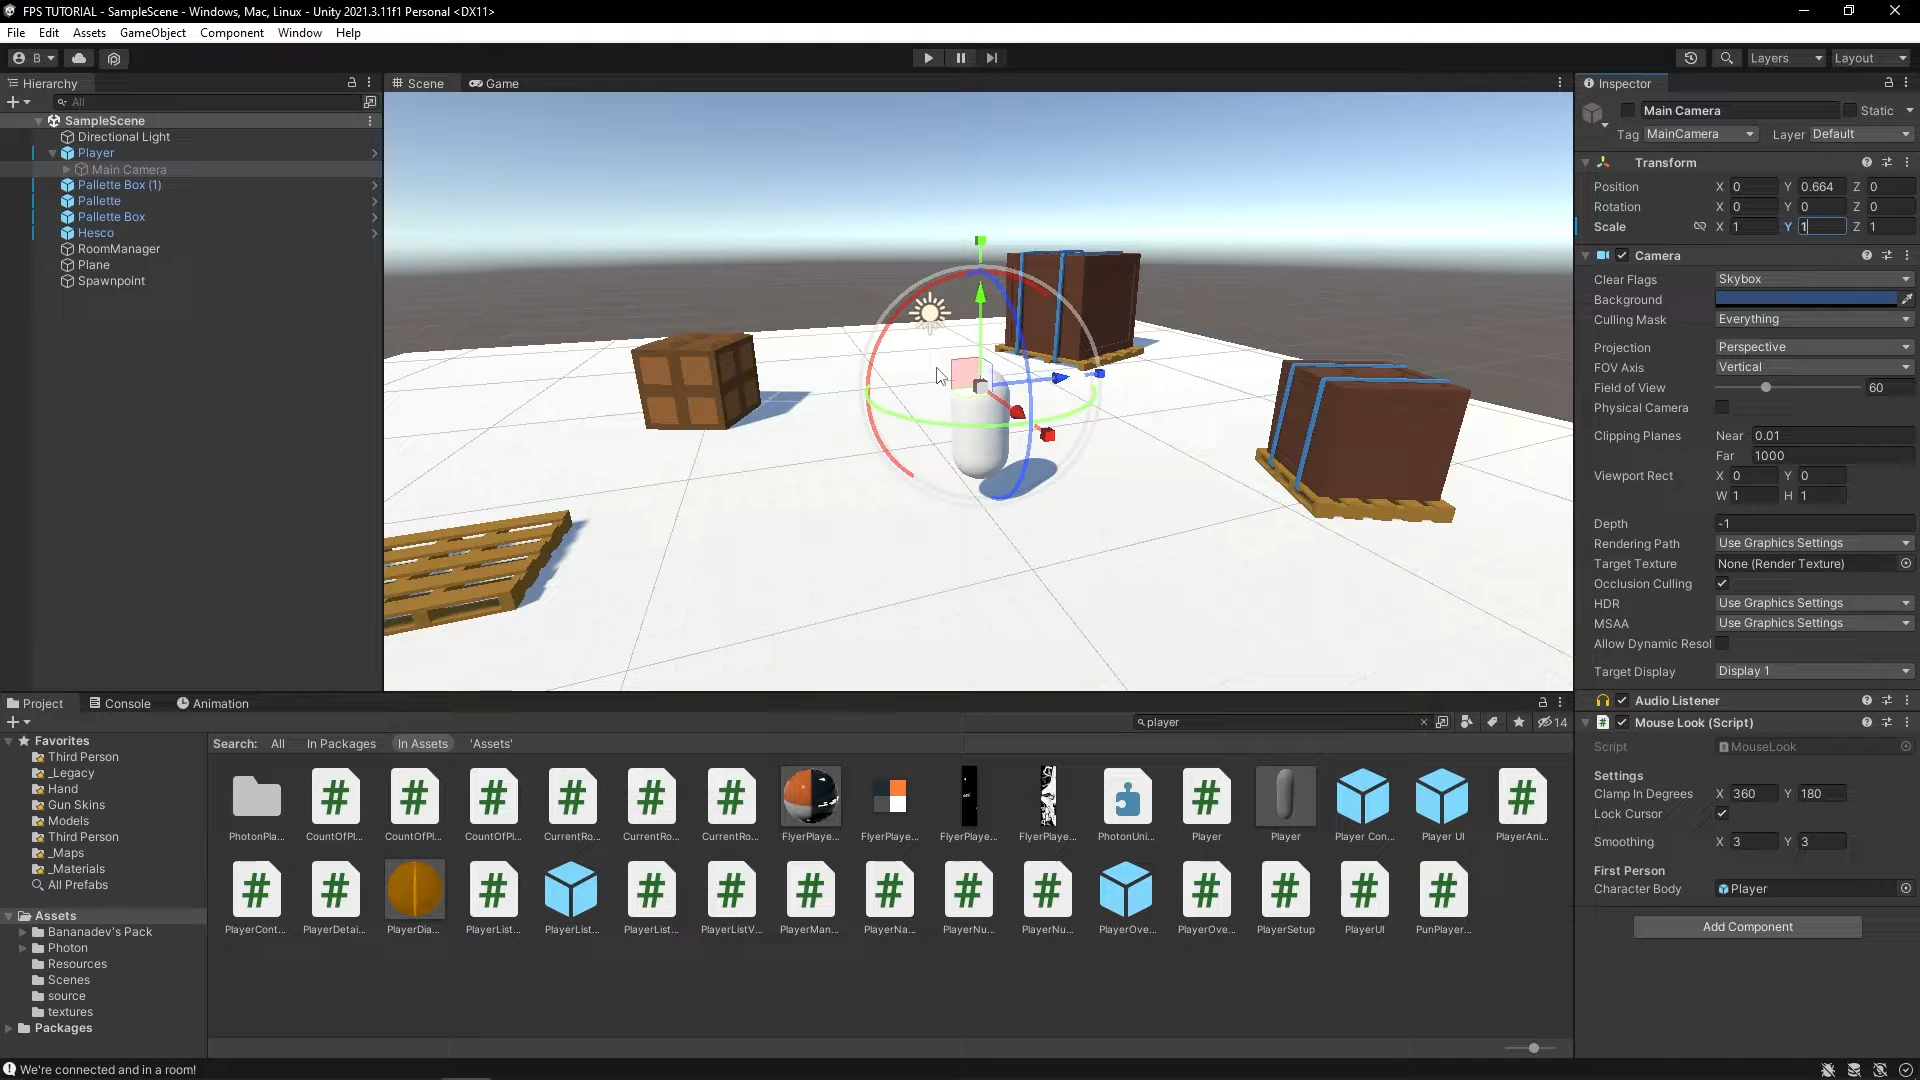 FPS TUTORIAL - SampleScene - Windows, Mac, Linux - Unity 2021.3.11f1 Personal <DX11>
File Edit Assets GameObject Component Window Help
B
Layers
Layout
Hierarchy
Scene
Game
Inspector
All
SampleScene
Directional Light
Player
Main Camera
Pallette Box (1)
Pallette
Pallette Box
Hesco
RoomManager
Plane
Spawnpoint
Main Camera
Static
Tag MainCamera Layer Default
Transform
Position X 0 Y 0.664 Z 0
Rotation X 0 Y 0 Z 0
Scale X 1 Y 1 Z 1
Camera
Clear Flags Skybox
Background
Culling Mask Everything
Projection Perspective
FOV Axis Vertical
Field of View 60
Physical Camera
Clipping Planes Near 0.01
Far 1000
Viewport Rect X 0 Y 0
W 1 H 1
Depth -1
Rendering Path Use Graphics Settings
Target Texture None (Render Texture)
Occlusion Culling
HDR Use Graphics Settings
MSAA Use Graphics Settings
Allow Dynamic Resol
Target Display Display 1
Audio Listener
Mouse Look (Script)
Script MouseLook
Settings
Clamp In Degrees X 360 Y 180
Lock Cursor
Smoothing X 3 Y 3
First Person
Character Body Player
Add Component
Project Console Animation
player
14
Favorites
Third Person
_Legacy
Hand
Gun Skins
Models
Third Person
_Maps
_Materials
All Prefabs
Assets
Bananadev's Pack
Photon
Resources
Scenes
source
textures
Packages
Search: All In Packages In Assets 'Assets'
PhotonPla... CountOfPl... CountOfPl... CountOfPl... CurrentRo... CurrentRo... CurrentRo... FlyerPlaye... FlyerPlaye... FlyerPlaye... FlyerPlaye... PhotonUni... Player Player Player Con... Player UI PlayerAni...
PlayerCont... PlayerDetai... PlayerDia... PlayerList... PlayerList... PlayerList... PlayerListV... PlayerMan... PlayerNa... PlayerNu... PlayerNu... PlayerOve... PlayerOve... PlayerSetup PlayerUI PunPlayer...
We're connected and in a room!